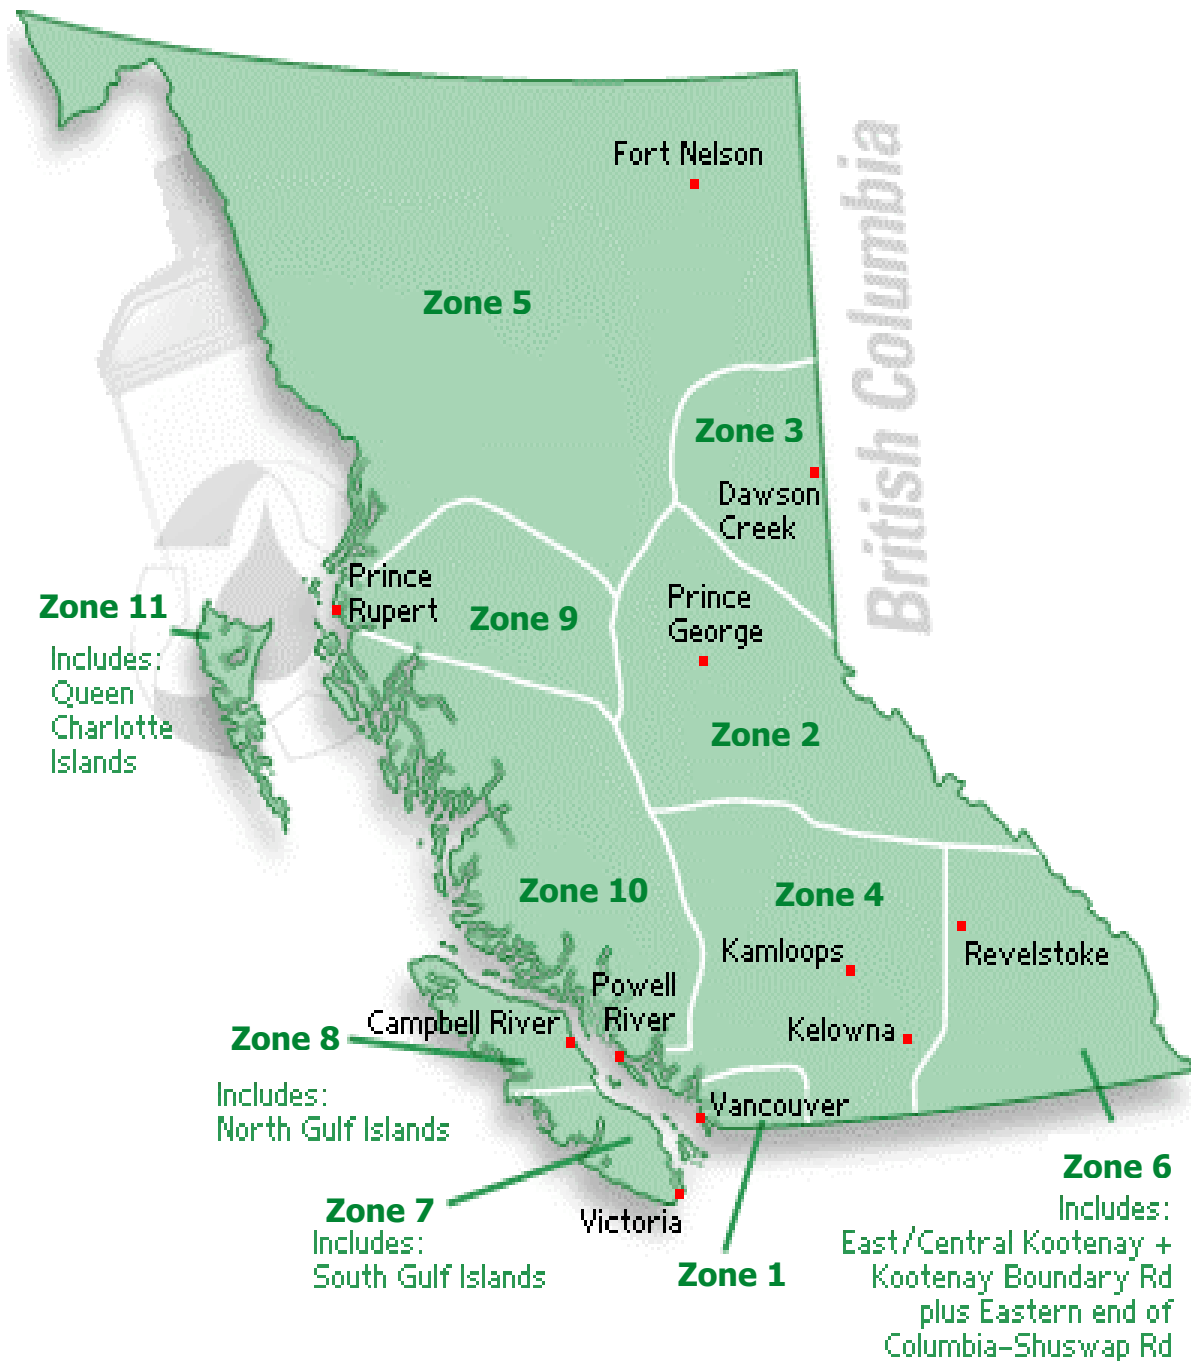 Fort Nelson
British Columbia
Zone 5
Zone 3
Dawson
Creek
Prince
Rupert
Zone 9
Prince
George
Zone 11
Includes:
Queen
Charlotte
Islands
Zone 2
Zone 10
Zone 4
Kamloops
Revelstoke
Powell
River
Campbell River
Kelowna
Zone 8
Includes:
North Gulf Islands
Vancouver
Zone 7
Includes:
South Gulf Islands
Victoria
Zone 1
Zone 6
Includes:
East/Central Kootenay +
Kootenay Boundary Rd
plus Eastern end of
Columbia-Shuswap Rd